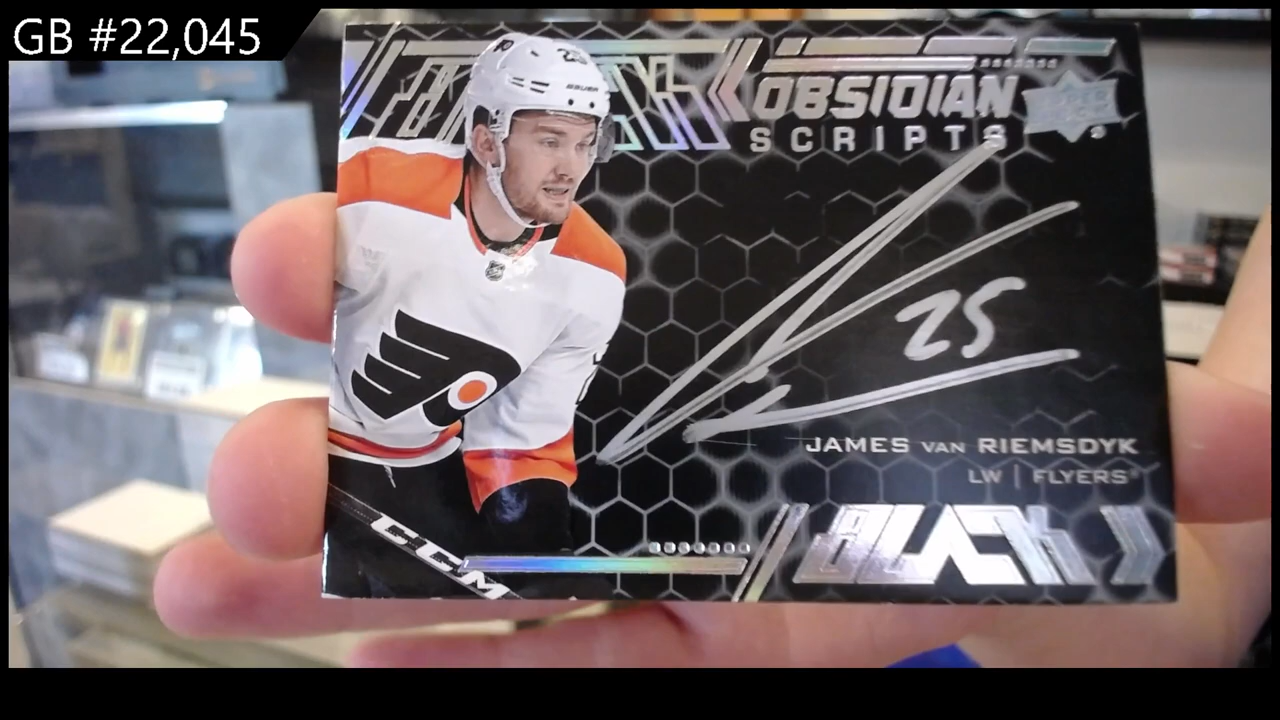 GB #22,045
OBSIDIAN
SCRIPTS
25
JAMES VAN RIEMSDYK
LW | FLYERS®
BLACK
CCM